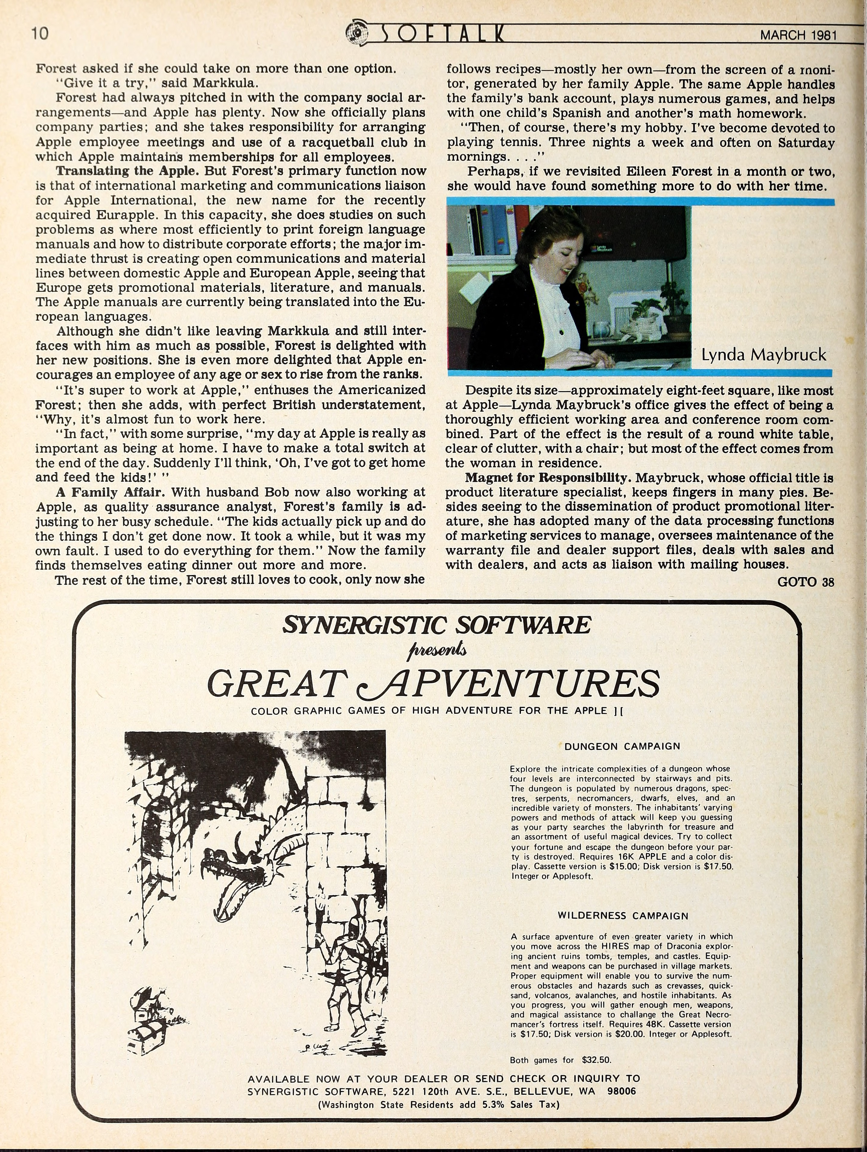 10
SOFTALK
MARCH 1981
Forest asked if she could take on more than one option.
"Give it a try," said Markkula.
Forest had always pitched in with the company social ar-
rangements—and Apple has plenty. Now she officially plans
company parties; and she takes responsibility for arranging
Apple employee meetings and use of a racquetball club in
which Apple maintains memberships for all employees.
Translating the Apple. But Forest's primary function now
is that of international marketing and communications liaison
for Apple International, the new name for the recently
acquired Eurapple. In this capacity, she does studies on such
problems as where most efficiently to print foreign language
manuals and how to distribute corporate efforts; the major im-
mediate thrust is creating open communications and material
lines between domestic Apple and European Apple, seeing that
Europe gets promotional materials, literature, and manuals.
The Apple manuals are currently being translated into the Eu-
ropean languages.
Although she didn't like leaving Markkula and still inter-
faces with him as much as possible, Forest is delighted with
her new positions. She is even more delighted that Apple en-
courages an employee of any age or sex to rise from the ranks.
"It's super to work at Apple," enthuses the Americanized
Forest; then she adds, with perfect British understatement,
"Why, it's almost fun to work here.
"In fact," with some surprise, "my day at Apple is really as
important as being at home. I have to make a total switch at
the end of the day. Suddenly I'll think, 'Oh, I've got to get home
and feed the kids!' "
A Family Affair. With husband Bob now also working at
Apple, as quality assurance analyst, Forest's family is ad-
justing to her busy schedule. "The kids actually pick up and do
the things I don't get done now. It took a while, but it was my
own fault. I used to do everything for them." Now the family
finds themselves eating dinner out more and more.
The rest of the time, Forest still loves to cook, only now she
follows recipes—mostly her own—from the screen of a moni-
tor, generated by her family Apple. The same Apple handles
the family's bank account, plays numerous games, and helps
with one child's Spanish and another's math homework.
"Then, of course, there's my hobby. I've become devoted to
playing tennis. Three nights a week and often on Saturday
mornings. . . ."
Perhaps, if we revisited Eileen Forest in a month or two,
she would have found something more to do with her time.
Lynda Maybruck
Despite its size—approximately eight-feet square, like most
at Apple—Lynda Maybruck's office gives the effect of being a
thoroughly efficient working area and conference room com-
bined. Part of the effect is the result of a round white table,
clear of clutter, with a chair; but most of the effect comes from
the woman in residence.
Magnet for Responsibility. Maybruck, whose official title is
product literature specialist, keeps fingers in many pies. Be-
sides seeing to the dissemination of product promotional liter-
ature, she has adopted many of the data processing functions
of marketing services to manage, oversees maintenance of the
warranty file and dealer support files, deals with sales and
with dealers, and acts as liaison with mailing houses.
GOTO 38
SYNERGISTIC SOFTWARE
presents
GREAT APVENTURES
COLOR GRAPHIC GAMES OF HIGH ADVENTURE FOR THE APPLE ][
DUNGEON CAMPAIGN
Explore the intricate complexities of a dungeon whose
four levels are interconnected by stairways and pits.
The dungeon is populated by numerous dragons, spec-
tres, serpents, necromancers, dwarfs, elves, and an
incredible variety of monsters. The inhabitants' varying
powers and methods of attack will keep you guessing
as your party searches the labyrinth for treasure and
an assortment of useful magical devices. Try to collect
your fortune and escape the dungeon before your par-
ty is destroyed. Requires 16K APPLE and a color dis-
play. Cassette version is $15.00; Disk version is $17.50.
Integer or Applesoft.
WILDERNESS CAMPAIGN
A surface apventure of even greater variety in which
you move across the HIRES map of Draconia explor-
ing ancient ruins tombs, temples, and castles. Equip-
ment and weapons can be purchased in village markets.
Proper equipment will enable you to survive the num-
erous obstacles and hazards such as crevasses, quick-
sand, volcanos, avalanches, and hostile inhabitants. As
you progress, you will gather enough men, weapons,
and magical assistance to challange the Great Necro-
mancer's fortress itself. Requires 48K. Cassette version
is $17.50; Disk version is $20.00. Integer or Applesoft.
Both games for $32.50.
AVAILABLE NOW AT YOUR DEALER OR SEND CHECK OR INQUIRY TO
SYNERGISTIC SOFTWARE, 5221 120th AVE. S.E., BELLEVUE, WA 98006
(Washington State Residents add 5.3% Sales Tax)